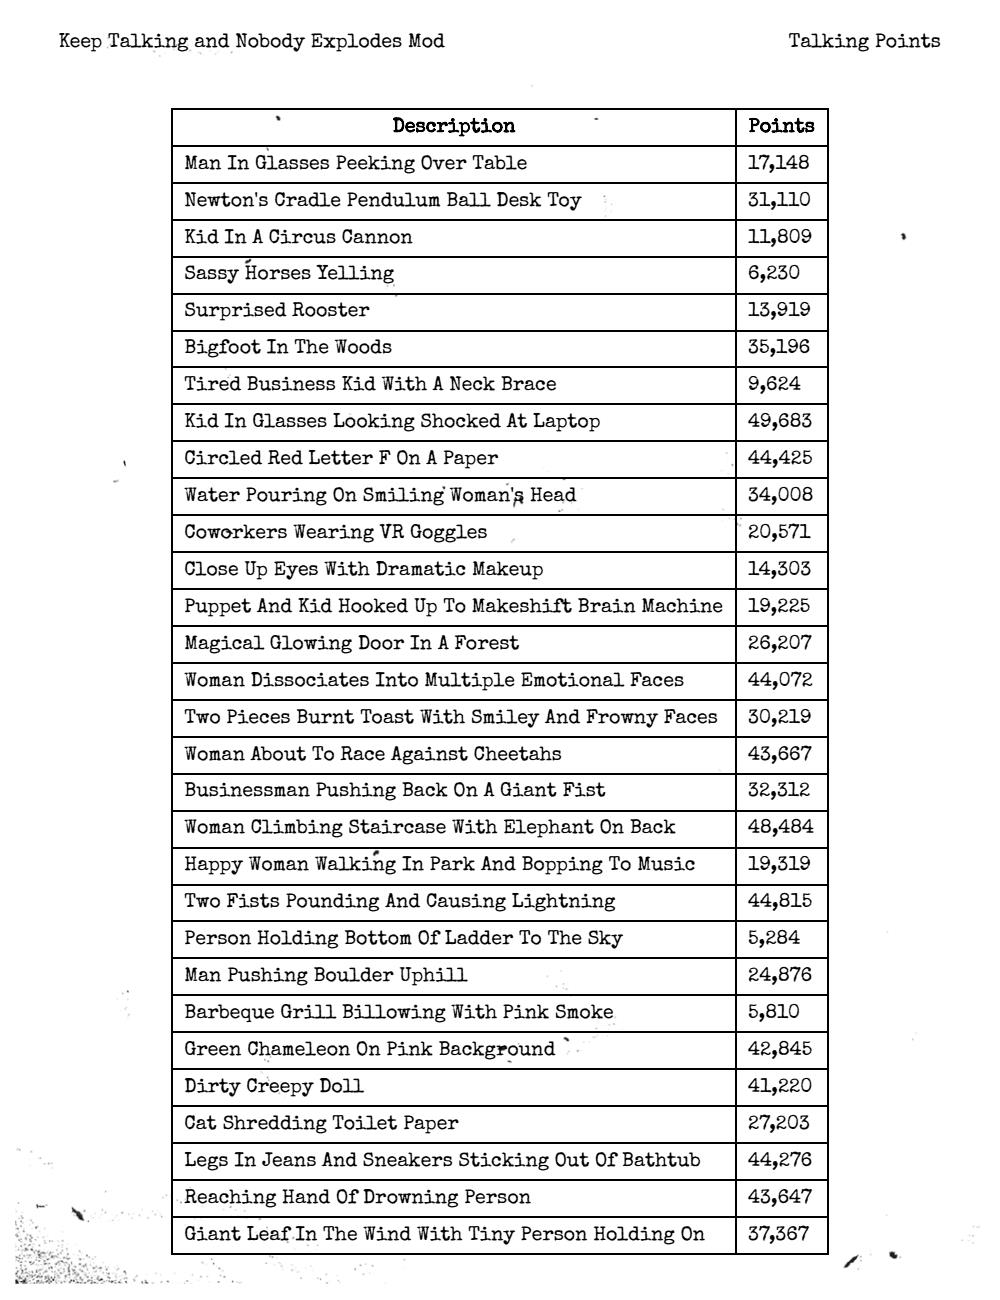 Keep Talking and Nobody Explodes Mod Talking Points
Description Points
Man In Glasses Peeking Over Table 17,148
Newton's Cradle Pendulum Ball Desk Toy 31,110
Kid In A Circus Cannon 11,809
Sassy Horses Yelling 6,230
Surprised Rooster 13,919
Bigfoot In The Woods 35,196
Tired Business Kid With A Neck Brace 9,624
Kid In Glasses Looking Shocked At Laptop 49,683
Circled Red Letter F On A Paper 44,425
Water Pouring On Smiling Woman's Head 34,008
Coworkers Wearing VR Goggles 20,571
Close Up Eyes With Dramatic Makeup 14,303
Puppet And Kid Hooked Up To Makeshift Brain Machine 19,225
Magical Glowing Door In A Forest 26,207
Woman Dissociates Into Multiple Emotional Faces 44,072
Two Pieces Burnt Toast With Smiley And Frowny Faces 30,219
Woman About To Race Against Cheetahs 43,667
Businessman Pushing Back On A Giant Fist 32,312
Woman Climbing Staircase With Elephant On Back 48,484
Happy Woman Walking In Park And Bopping To Music 19,319
Two Fists Pounding And Causing Lightning 44,815
Person Holding Bottom Of Ladder To The Sky 5,284
Man Pushing Boulder Uphill 24,876
Barbeque Grill Billowing With Pink Smoke 5,810
Green Chameleon On Pink Background 42,845
Dirty Creepy Doll 41,220
Cat Shredding Toilet Paper 27,203
Legs In Jeans And Sneakers Sticking Out Of Bathtub 44,276
Reaching Hand Of Drowning Person 43,647
Giant Leaf In The Wind With Tiny Person Holding On 37,367